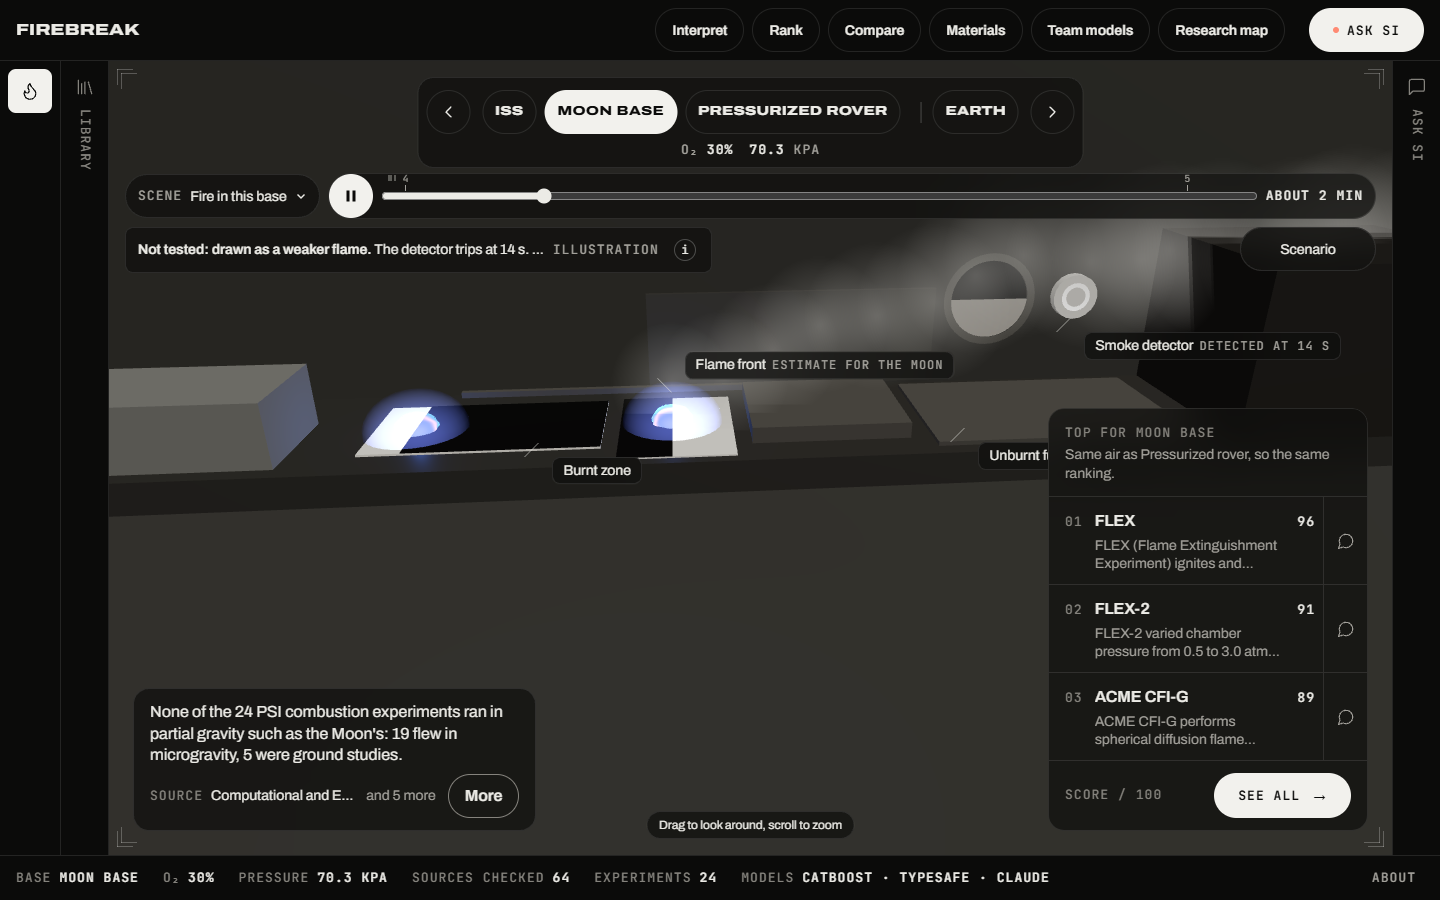 FIREBREAK
Interpret
Rank
Compare
Materials
Team models
Research map
ASK SI
LIBRARY
ISS
MOON BASE
PRESSURIZED ROVER
EARTH
O₂ 30% 70.3 KPA
SCENE Fire in this base
4
5
ABOUT 2 MIN
Not tested: drawn as a weaker flame. The detector trips at 14 s. ... ILLUSTRATION i
Scenario
ASK SI
Smoke detector DETECTED AT 14 S
Flame front ESTIMATE FOR THE MOON
Burnt zone
Unburnt
TOP FOR MOON BASE
Same air as Pressurized rover, so the same
ranking.
01 FLEX 96
FLEX (Flame Extinguishment
Experiment) ignites and...
02 FLEX-2 91
FLEX-2 varied chamber
pressure from 0.5 to 3.0 atm...
03 ACME CFI-G 89
ACME CFI-G performs
spherical diffusion flame...
SCORE / 100
SEE ALL →
None of the 24 PSI combustion experiments ran in
partial gravity such as the Moon's: 19 flew in
microgravity, 5 were ground studies.
SOURCE Computational and E... and 5 more
More
Drag to look around, scroll to zoom
BASE MOON BASE O₂ 30% PRESSURE 70.3 KPA SOURCES CHECKED 64 EXPERIMENTS 24 MODELS CATBOOST · TYPESAFE · CLAUDE ABOUT